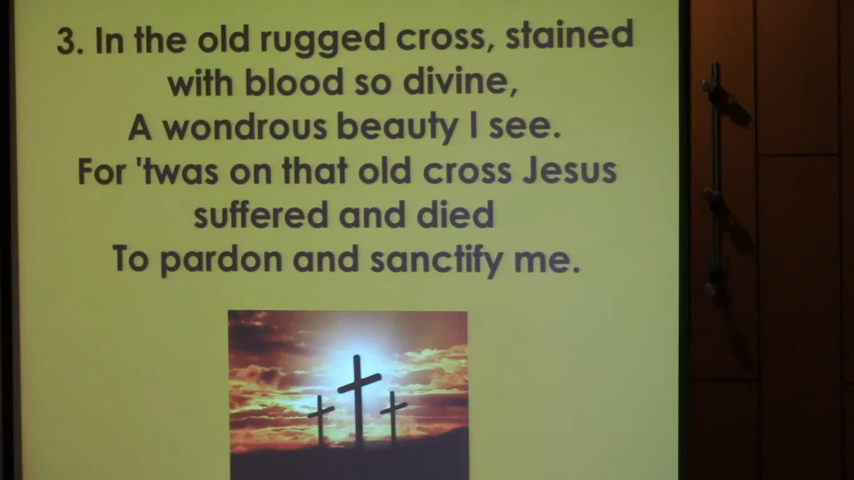 3. In the old rugged cross, stained
with blood so divine,
A wondrous beauty I see.
For 'twas on that old cross Jesus
suffered and died
To pardon and sanctify me.